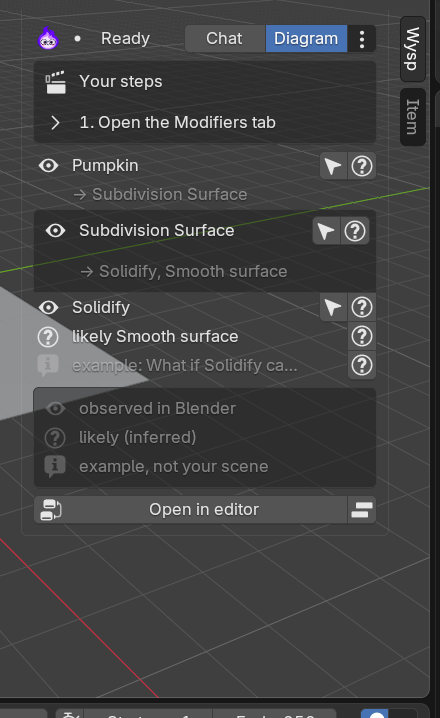 Ready
Chat
Diagram
Wysp
Item
Your steps
1. Open the Modifiers tab
Pumpkin
→ Subdivision Surface
Subdivision Surface
→ Solidify, Smooth surface
Solidify
likely Smooth surface
example: What if Solidify ca...
observed in Blender
likely (inferred)
example, not your scene
Open in editor